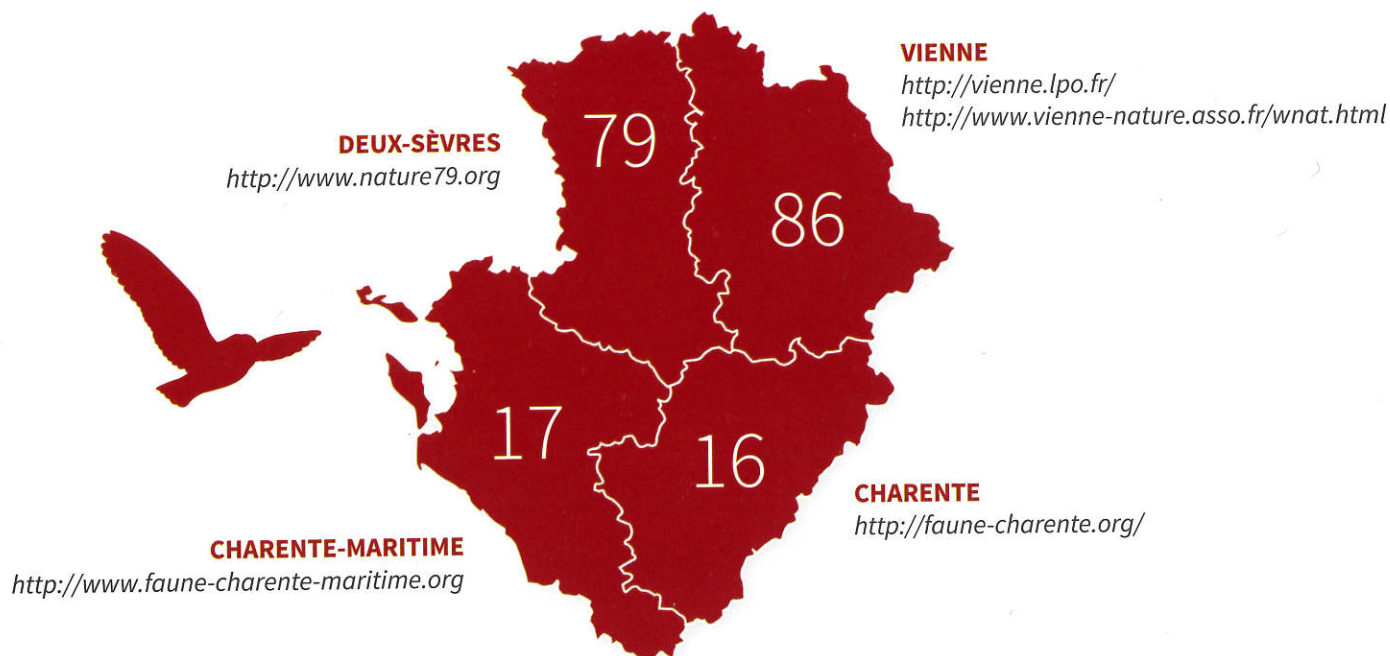 VIENNE
http://vienne.lpo.fr/
http://www.vienne-nature.asso.fr/wnat.html
DEUX-SÈVRES
http://www.nature79.org
79
86
17
16
CHARENTE
http://faune-charente.org/
CHARENTE-MARITIME
http://www.faune-charente-maritime.org